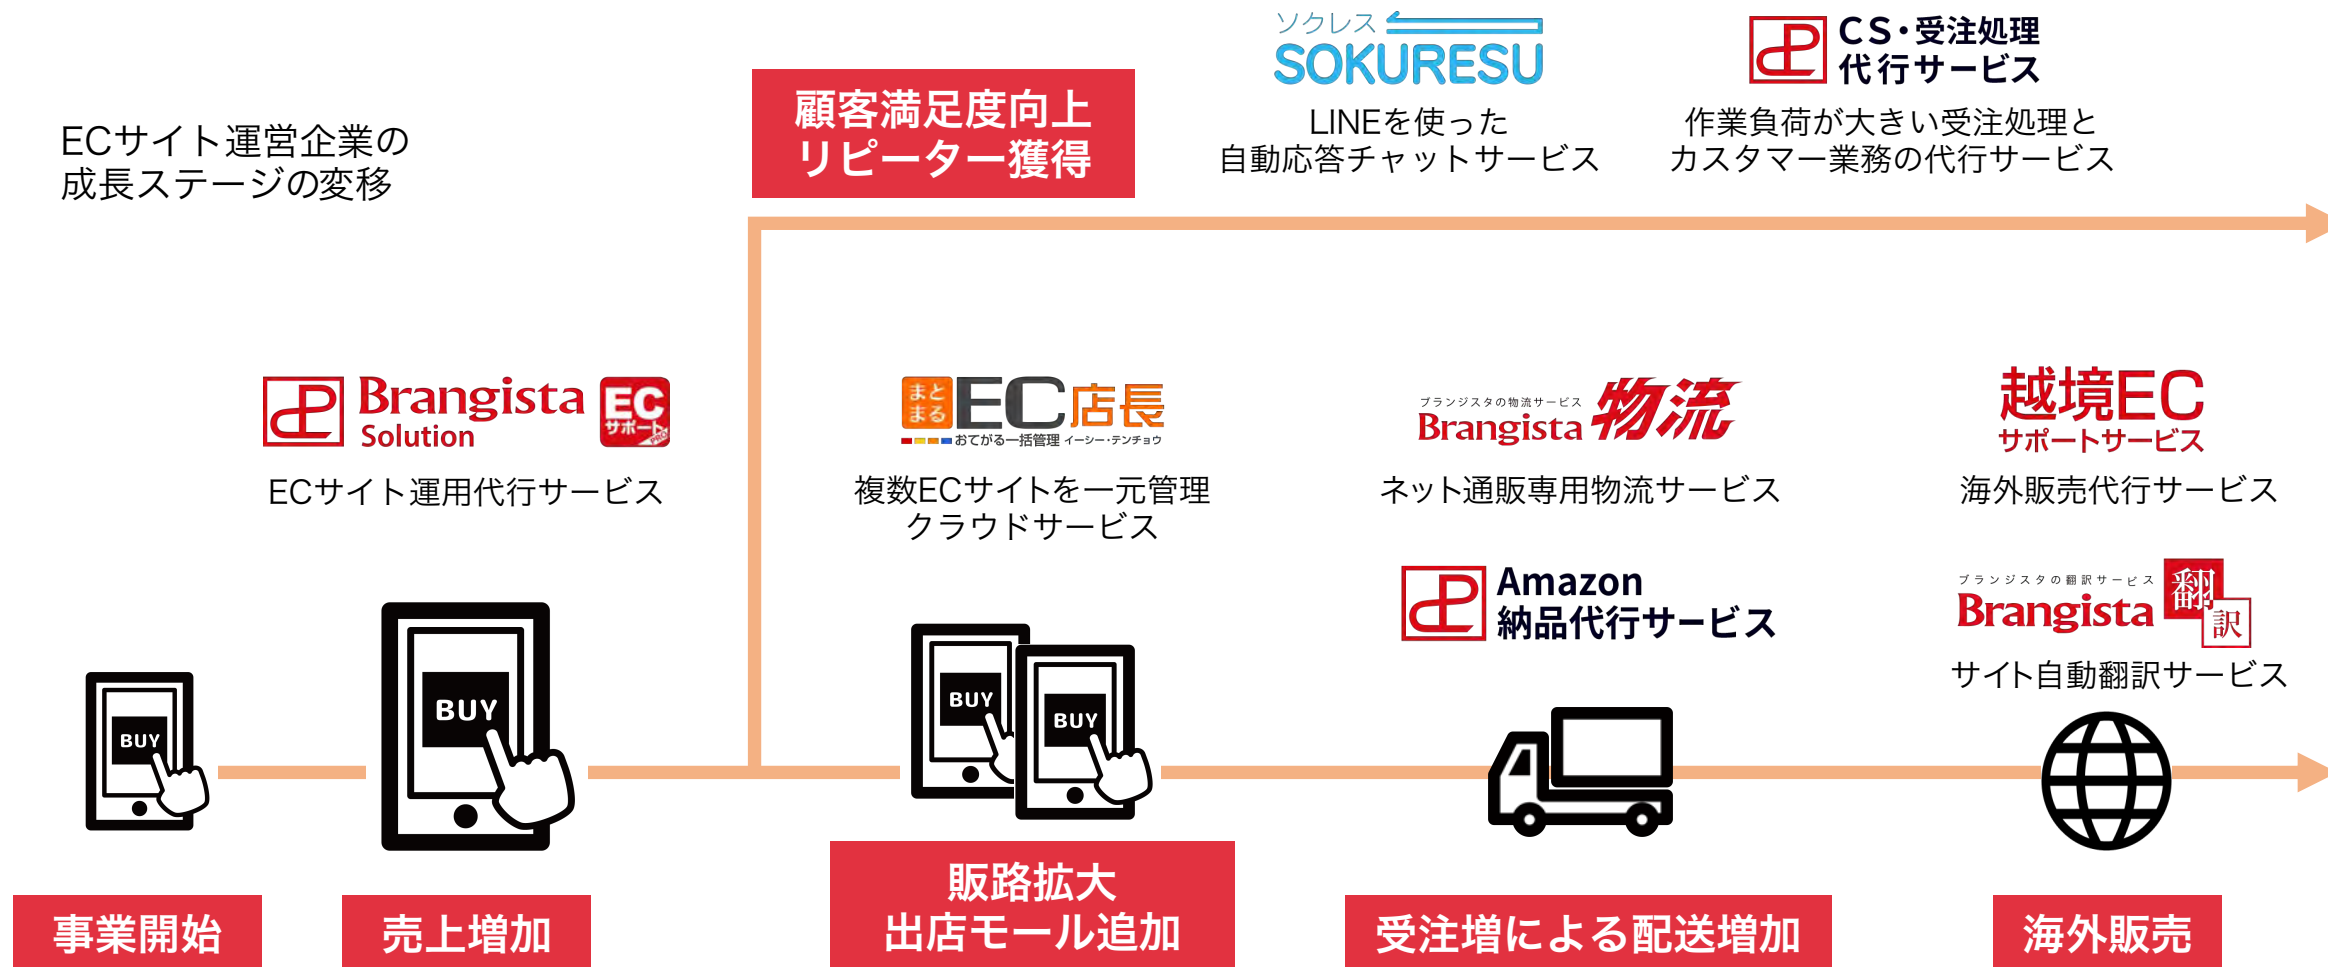 ECサイト運営企業の
成長ステージの変移
顧客満足度向上
リピーター獲得
ソクレス
SOKURESU
LINEを使った
自動応答チャットサービス
CS・受注処理
代行サービス
作業負荷が大きい受注処理と
カスタマー業務の代行サービス
Brangista
Solution
EC
サポート
PRO
ECサイト運用代行サービス
まと
まる
EC店長
おてがる一括管理 イーシー・テンチョウ
複数ECサイトを一元管理
クラウドサービス
ブランジスタの物流サービス
Brangista 物流
ネット通販専用物流サービス
Amazon
納品代行サービス
越境EC
サポートサービス
海外販売代行サービス
ブランジスタの翻訳サービス
Brangista 翻訳
サイト自動翻訳サービス
BUY
BUY
BUY
BUY
事業開始
売上増加
販路拡大
出店モール追加
受注増による配送増加
海外販売